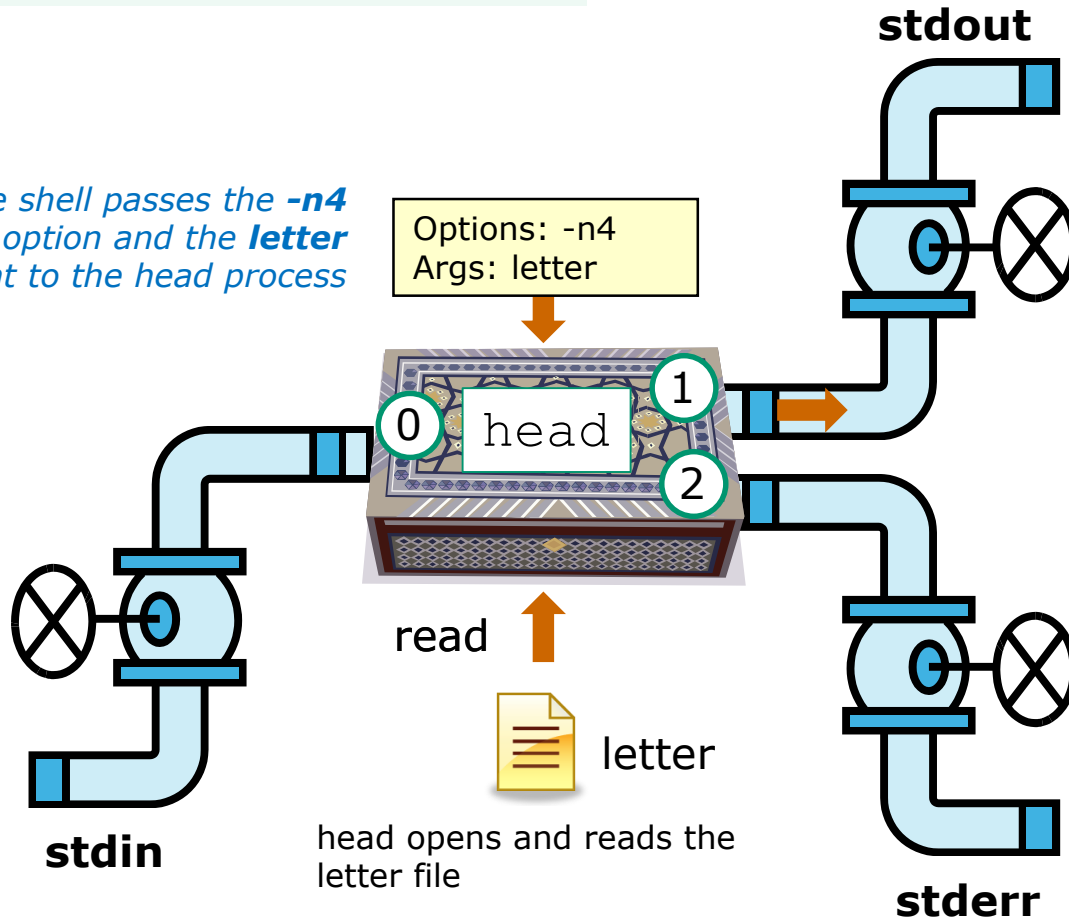 stdout
e shell passes the -n4
option and the letter
t to the head process
Options: -n4
Args: letter
1
0
head
2
read
letter
stdin
head opens and reads the
letter file
stderr